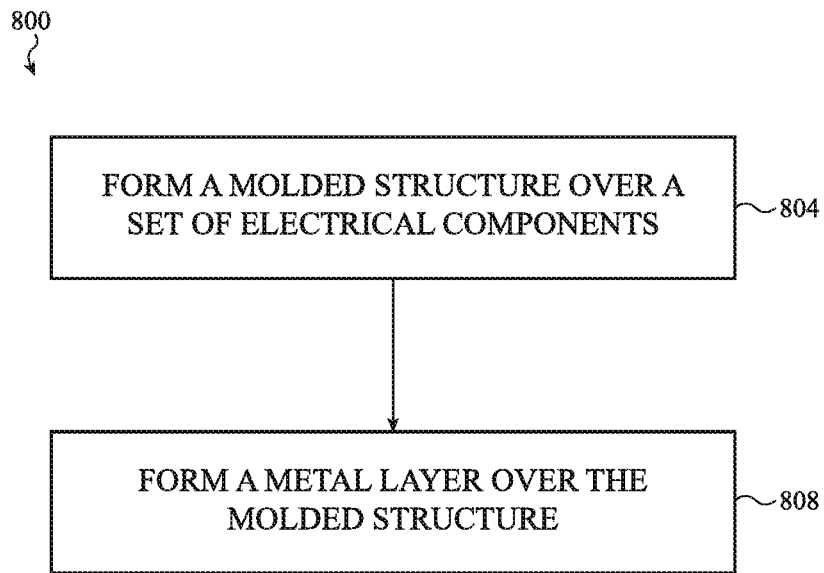 800
FORM A MOLDED STRUCTURE OVER A
SET OF ELECTRICAL COMPONENTS
804
FORM A METAL LAYER OVER THE
MOLDED STRUCTURE
808